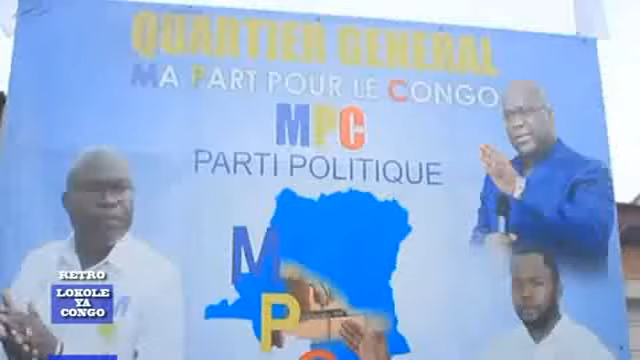 QUARTIER GENERAL
MA PART POUR LE CONGO
MPC
PARTI POLITIQUE
M
P
C
RETRO
LOKOLE
YA
CONGO